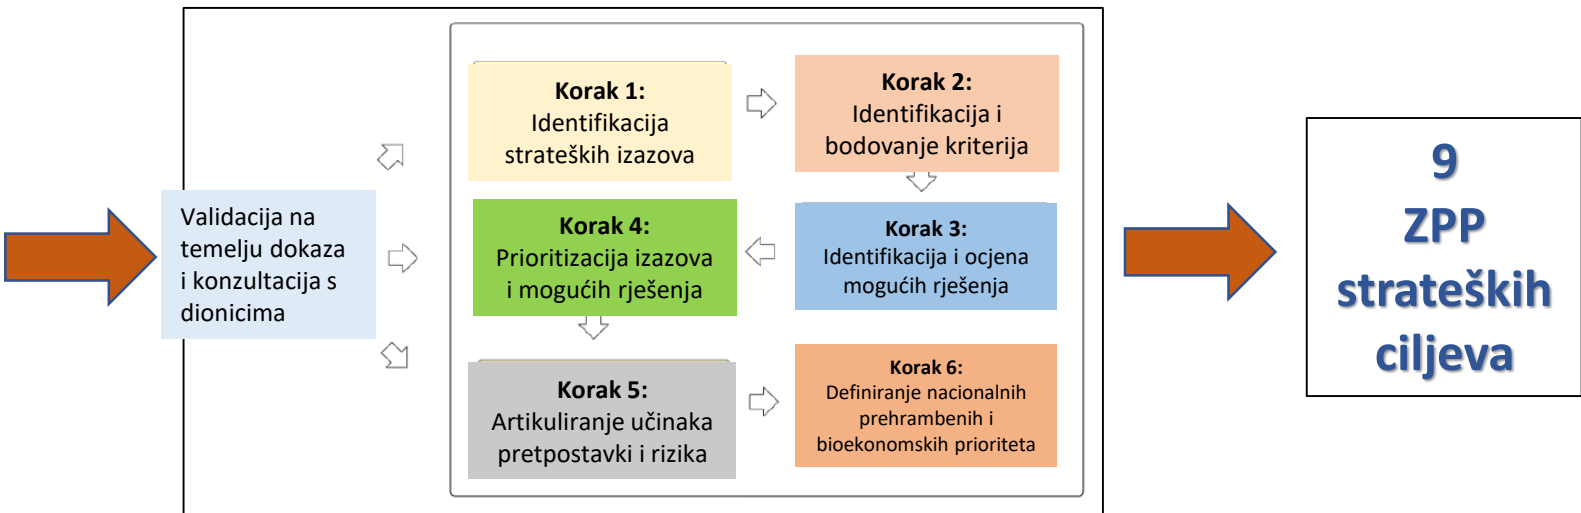 Validacija na
temelju dokaza
i konzultacija s
dionicima
Korak 1:
Identifikacija
strateških izazova
Korak 2:
Identifikacija i
bodovanje kriterija
Korak 3:
Identifikacija i ocjena
mogućih rješenja
Korak 4:
Prioritizacija izazova
i mogućih rješenja
Korak 5:
Artikuliranje učinaka
pretpostavki i rizika
Korak 6:
Definiranje nacionalnih
prehrambenih i
bioekonomskih prioriteta
9
ZPP
strateških
ciljeva